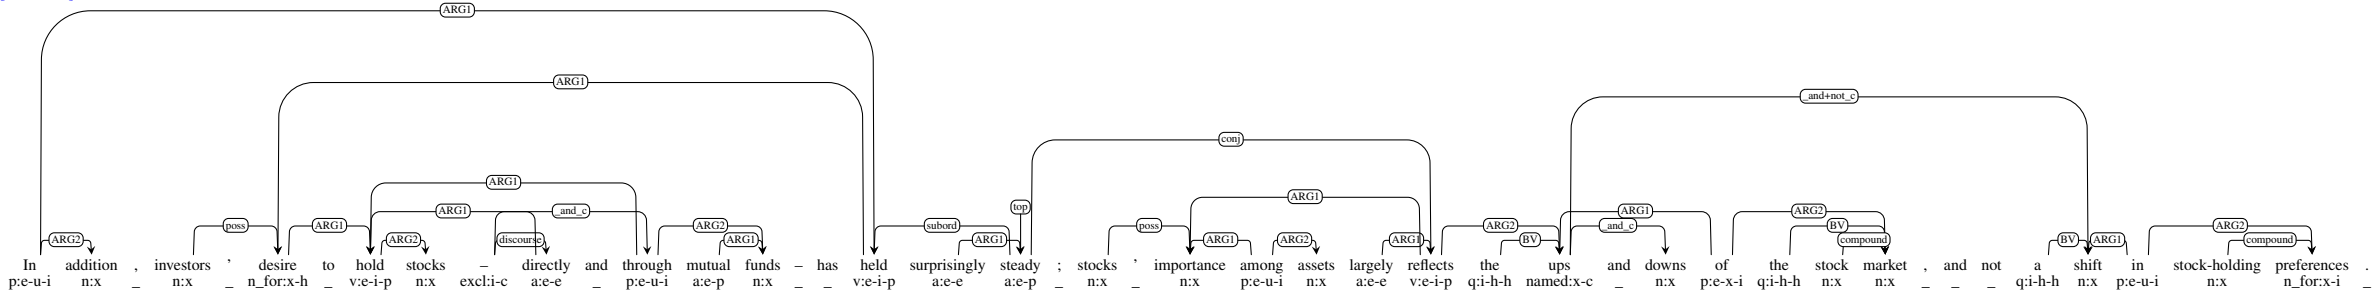 ARG1
ARG1
_and+not_c
conj
ARG1
ARG1
ARG1 _and_c top ARG1 ARG2
poss ARG1 ARG2 subord poss ARG2 _and_c BV ARG2
ARG2 ARG2 discourse ARG1 ARG1 ARG1 ARG2 ARG1 BV compound BV ARG1 compound
In addition , investors ’ desire to hold stocks – directly and through mutual funds – has held surprisingly steady ; stocks ’ importance among assets largely reflects the ups and downs of the stock market , and not a shift in stock-holding preferences .
p:e-u-i n:x _ n:x _ n_for:x-h _ v:e-i-p n:x excl:i-c a:e-e _ p:e-u-i a:e-p n:x _ _ v:e-i-p a:e-e a:e-p _ n:x _ n:x p:e-u-i n:x a:e-e v:e-i-p q:i-h-h named:x-c _ n:x p:e-x-i q:i-h-h n:x n:x _ _ _ q:i-h-h n:x p:e-u-i n:x n_for:x-i _